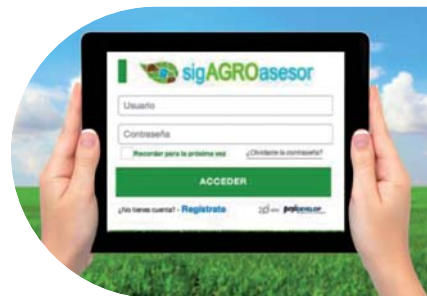 sigAGROasesor
Usuario
Contraseña
Recordar para la próxima vez ¿Olvidaste la contraseña?
ACCEDER
¿No tienes cuenta? - Regístrate